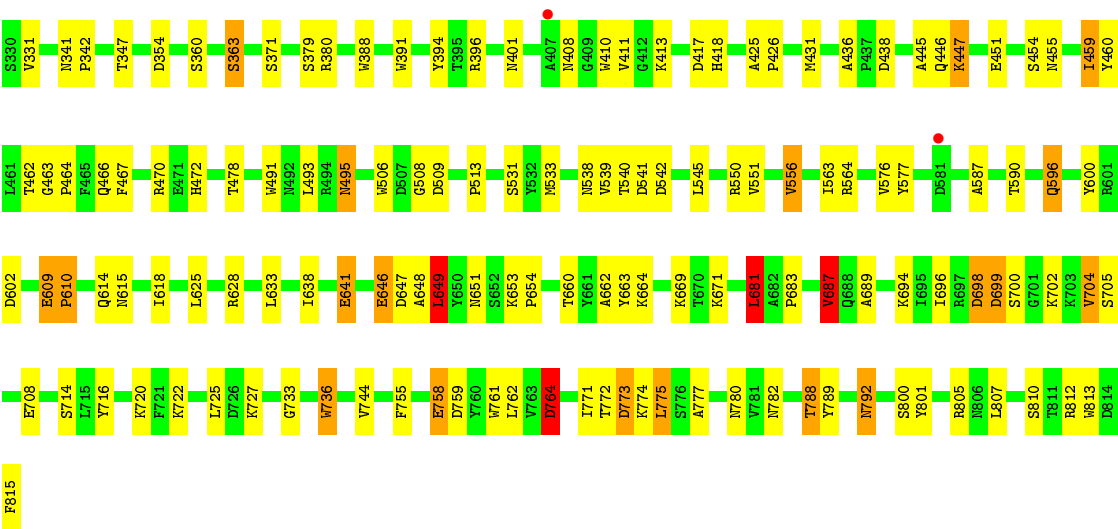 S330 V331 N341 P342 T347 D354 S360 S363 S371 S379 R380 W388 W391 Y394 T395 R396 N401 A407 N408 G409 W410 V411 G412 K413 D417 H418 A425 P426 M431 A436 P437 D438 A445 Q446 K447 E451 S454 N455 I459 Y460
L461 T462 G463 P464 F465 Q466 F467 R470 E471 H472 T478 W491 N492 L493 R494 N495 W506 D507 G508 D509 P513 S531 Y532 M533 N538 V539 T540 D541 D542 L545 R550 V551 V556 I563 R564 V576 Y577 D581 A587 T590 Q596 Y600 R601
D602 E609 P610 Q614 N615 I618 L625 R628 L633 I638 E641 E646 D647 A648 L649 Y650 N651 S652 K653 P654 T660 Y661 A662 Y663 K664 K669 T670 K671 L681 A682 P683 V687 Q688 A689 K694 I695 I696 R697 D698 D699 S700 G701 K702 K703 V704 S705
E708 S714 L715 Y716 K720 F721 K722 L725 D726 K727 G733 W736 V744 F755 E758 D759 Y760 W761 L762 V763 D764 I771 T772 D773 K774 L775 S776 A777 N780 V781 N782 T788 Y789 N792 S800 Y801 R805 N806 L807 S810 T811 R812 W813 D814
F815